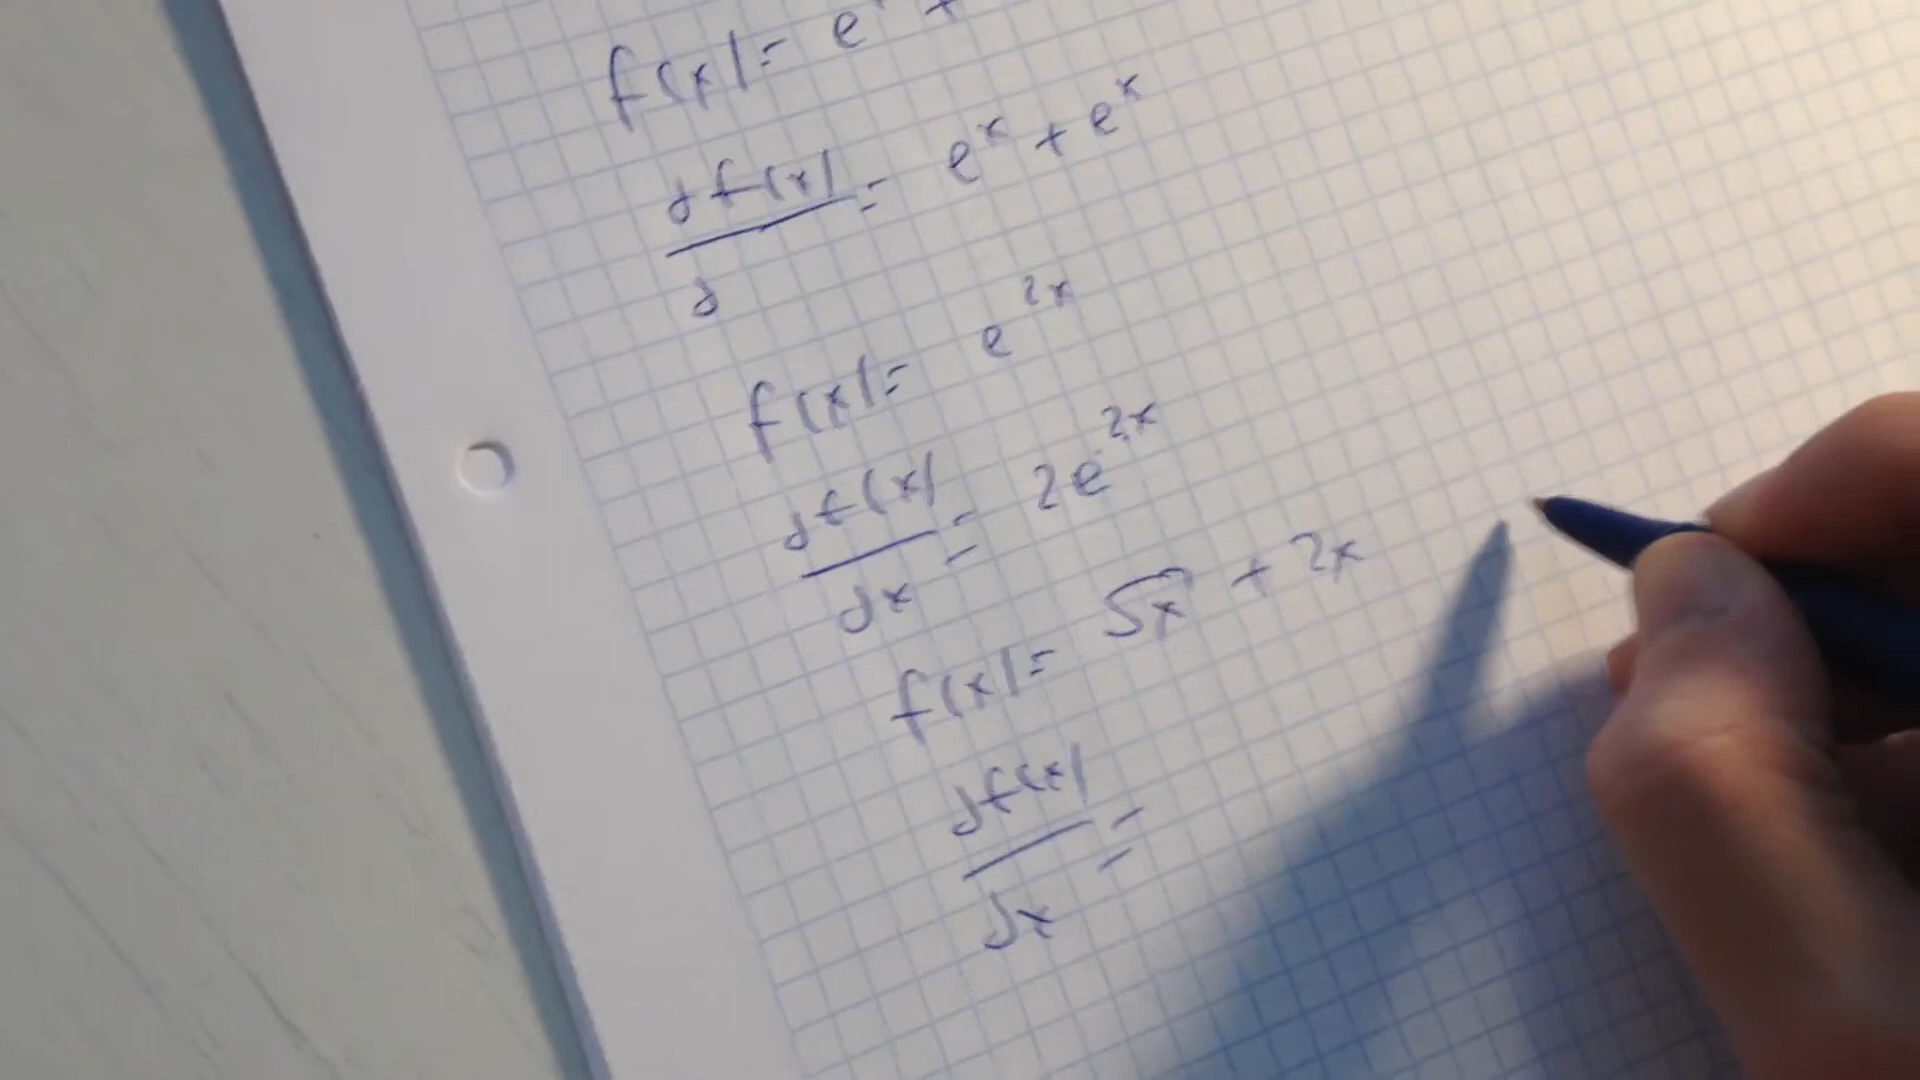 f(x) = e
df(x)/d = e^x + e^x
f(x) = e^2x
df(x)/dx = 2e^2x
f(x) = √x + 2x
df(x)/dx =